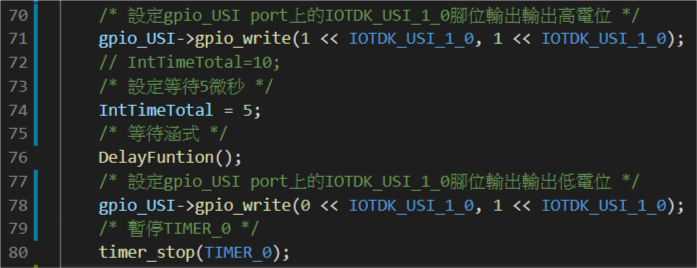 70 /* 設定gpio_USI port上的IOTDK_USI_1_0腳位輸出輸出高電位 */
71 gpio_USI->gpio_write(1 << IOTDK_USI_1_0, 1 << IOTDK_USI_1_0);
72 // IntTimeTotal=10;
73 /* 設定等待5微秒 */
74 IntTimeTotal = 5;
75 /* 等待涵式 */
76 DelayFuntion();
77 /* 設定gpio_USI port上的IOTDK_USI_1_0腳位輸出輸出低電位 */
78 gpio_USI->gpio_write(0 << IOTDK_USI_1_0, 1 << IOTDK_USI_1_0);
79 /* 暫停TIMER_0 */
80 timer_stop(TIMER_0);